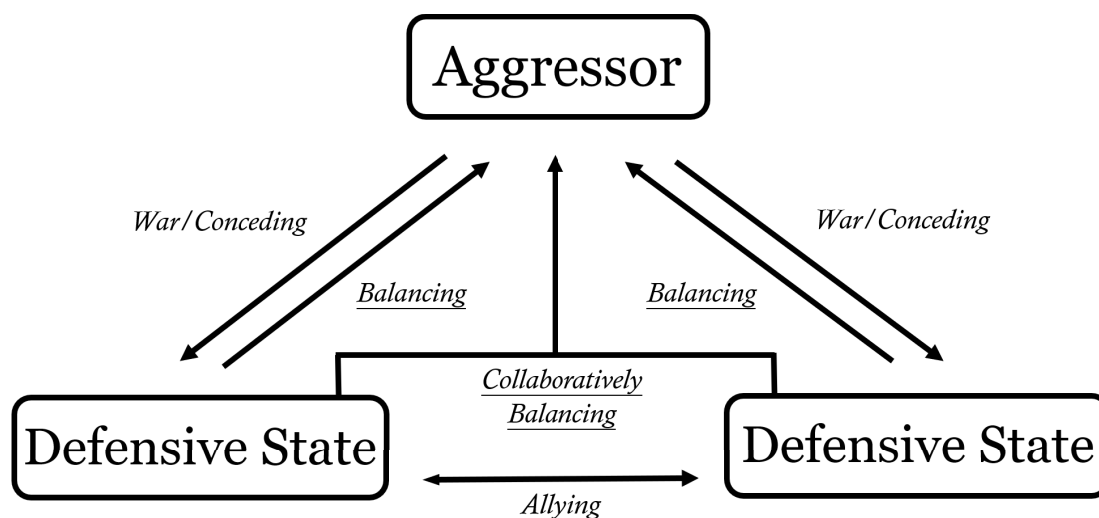 Aggressor
War/Conceding
War/Conceding
Balancing
Balancing
Collaboratively
Balancing
Defensive State
Defensive State
Allying